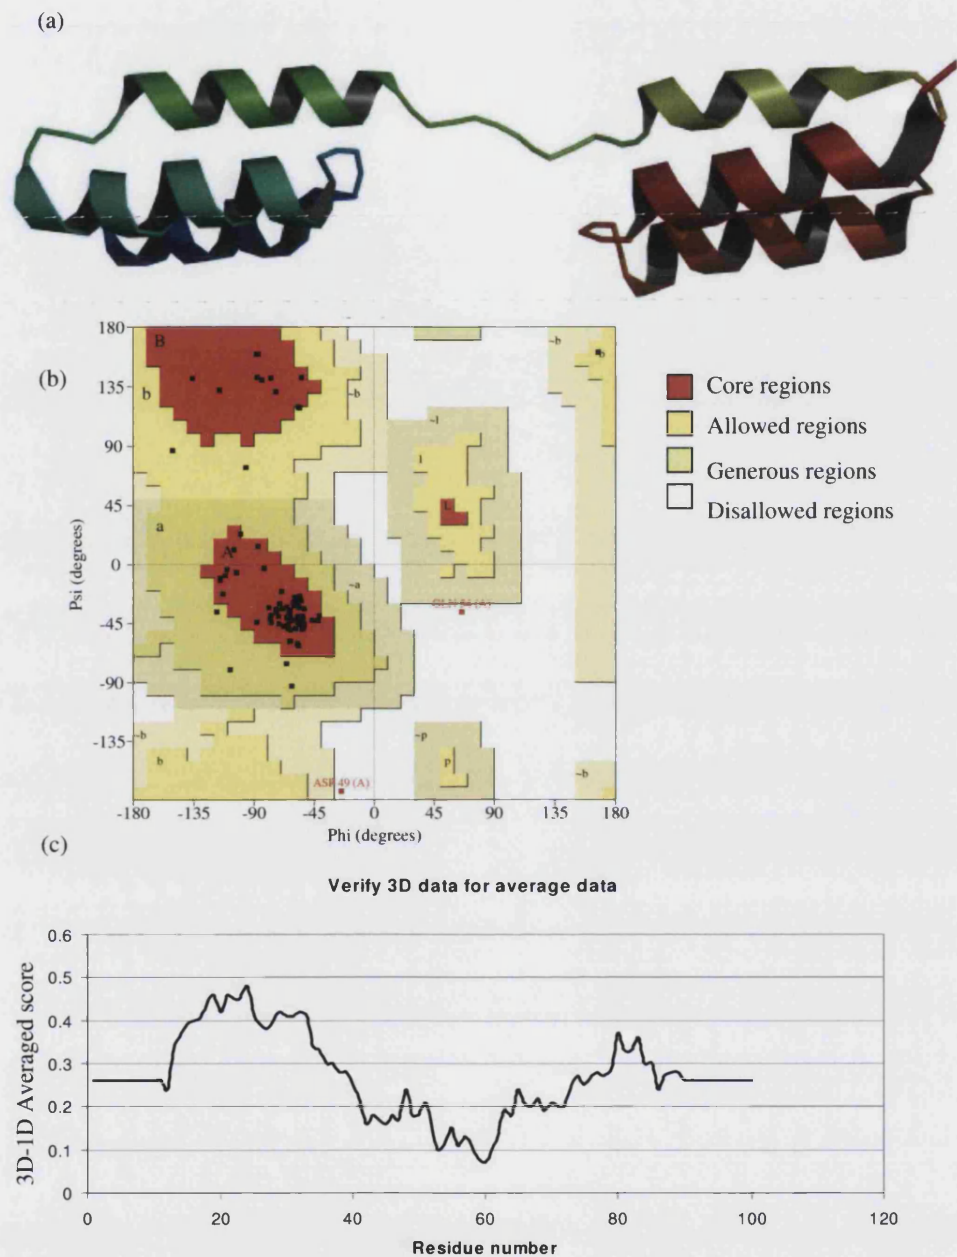 (a)
(b)
180
135
90
45
0
-45
-90
-135
-180
-135
-90
-45
0
45
90
135
180
Psi (degrees)
Phi (degrees)
B
b
~b
~b
b
a
A
~a
~l
l
L
(A)
~b
b
~b
ASP 49 (A)
~p
p
~b
Core regions
Allowed regions
Generous regions
Disallowed regions
(c)
Verify 3D data for average data
3D-1D Averaged score
0.6
0.5
0.4
0.3
0.2
0.1
0
0
20
40
60
80
100
120
Residue number